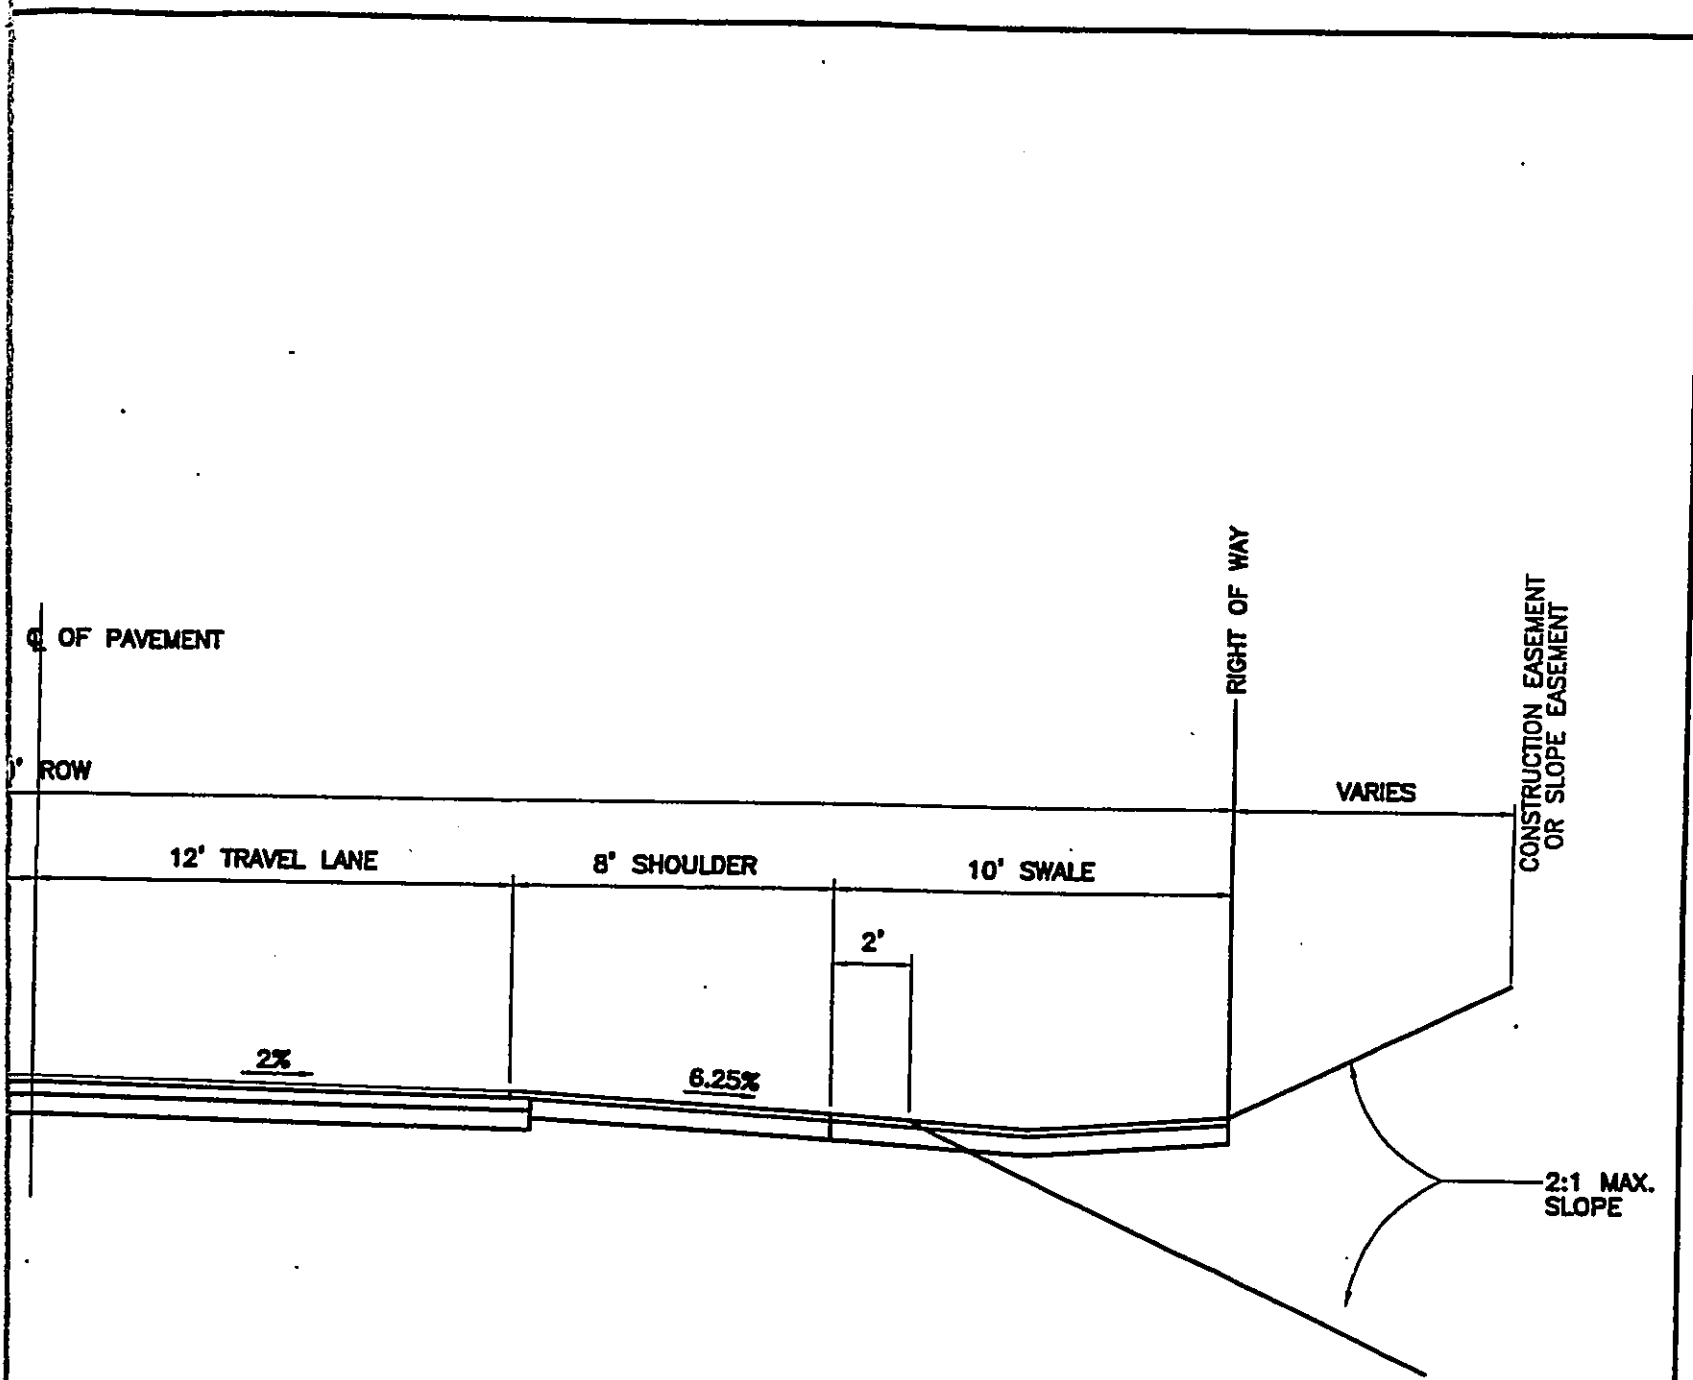 RIGHT OF WAY
CONSTRUCTION EASEMENT
OR SLOPE EASEMENT
℄ OF PAVEMENT
' ROW
VARIES
12' TRAVEL LANE
8' SHOULDER
10' SWALE
2'
2%
6.25%
2:1 MAX.
SLOPE